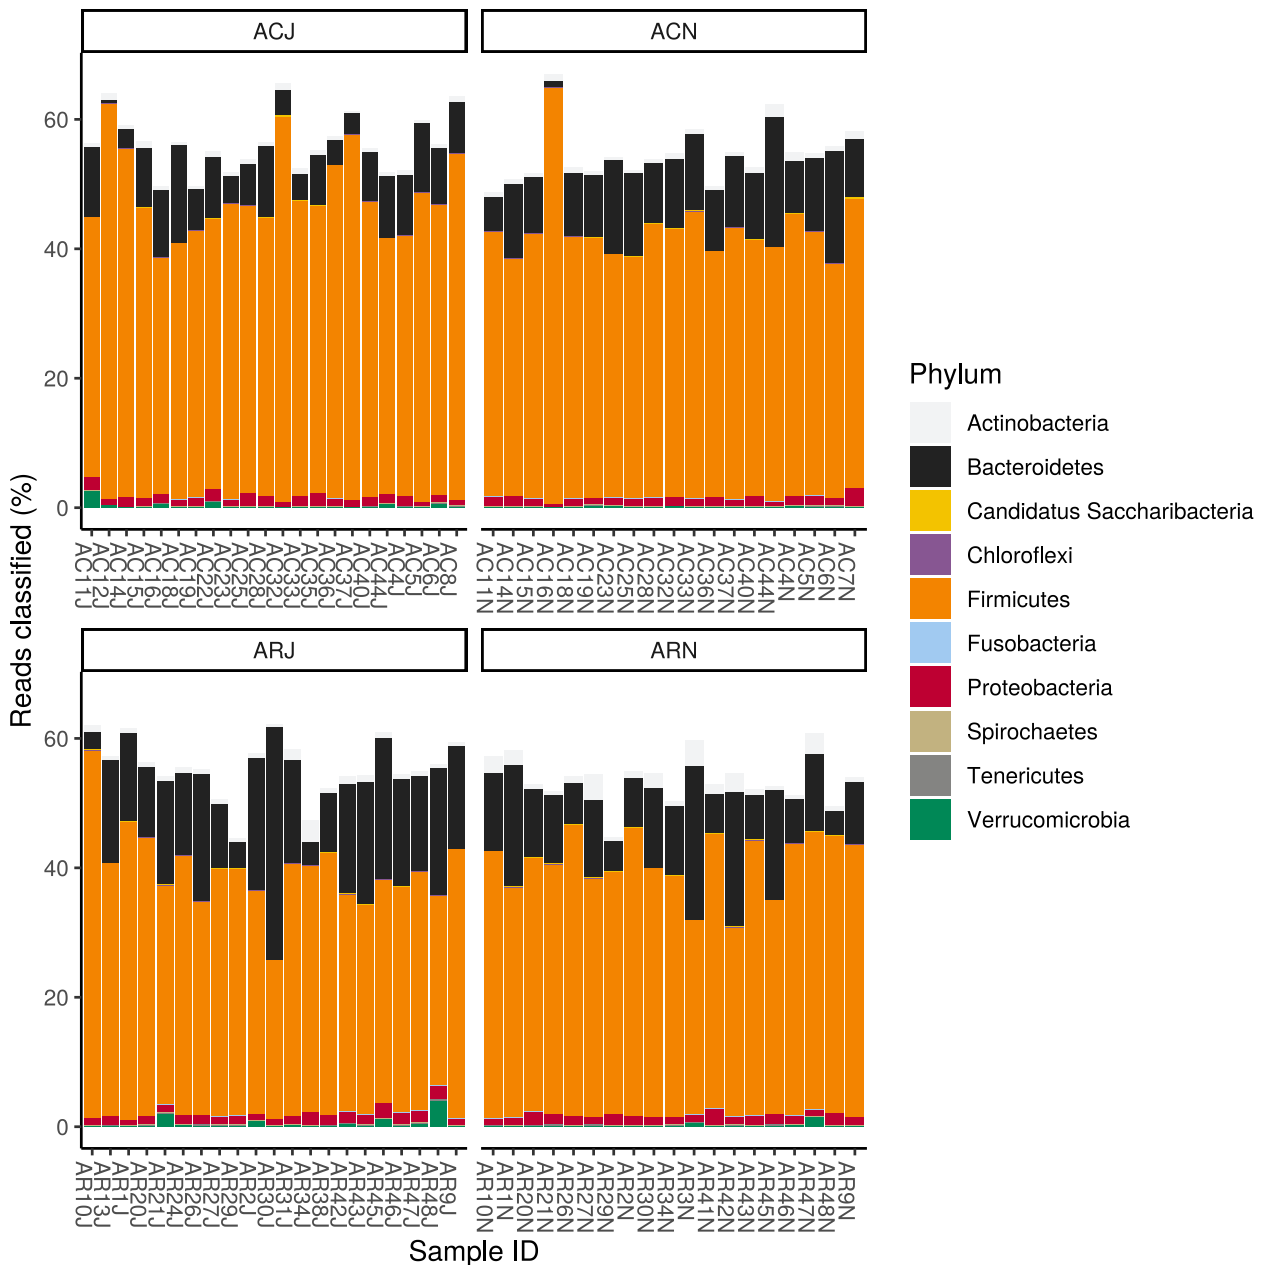 ACJ
ACN
60
40
20
0
AC11J
AC12J
AC14J
AC15J
AC16J
AC18J
AC19J
AC22J
AC23J
AC25J
AC28J
AC32J
AC33J
AC35J
AC36J
AC37J
AC40J
AC44J
AC4J
AC5J
AC6J
AC8J
AC11N
AC14N
AC15N
AC16N
AC18N
AC19N
AC23N
AC25N
AC28N
AC32N
AC33N
AC36N
AC37N
AC40N
AC44N
AC4N
AC5N
AC6N
AC7N
Reads classified (%)
ARJ
ARN
60
40
20
0
AR10J
AR13J
AR1J
AR20J
AR21J
AR24J
AR26J
AR27J
AR29J
AR2J
AR30J
AR31J
AR34J
AR38J
AR42J
AR43J
AR45J
AR46J
AR47J
AR48J
AR9J
AR10N
AR1N
AR20N
AR21N
AR26N
AR27N
AR29N
AR2N
AR30N
AR34N
AR3N
AR41N
AR42N
AR43N
AR45N
AR46N
AR47N
AR48N
AR9N
Sample ID
Phylum
Actinobacteria
Bacteroidetes
Candidatus Saccharibacteria
Chloroflexi
Firmicutes
Fusobacteria
Proteobacteria
Spirochaetes
Tenericutes
Verrucomicrobia